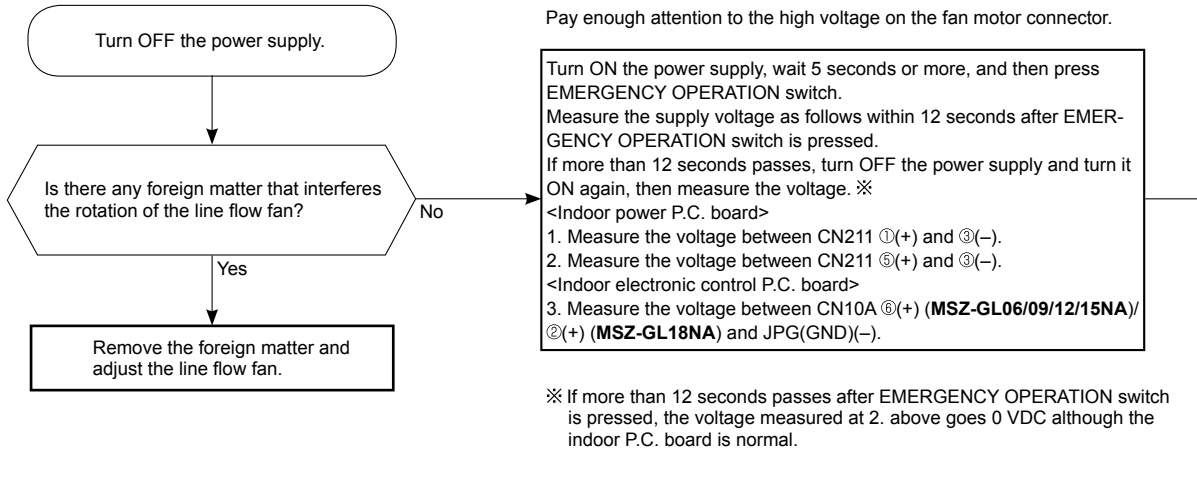 Turn OFF the power supply.
Is there any foreign matter that interferes
the rotation of the line flow fan?
No
Yes
Remove the foreign matter and
adjust the line flow fan.
Pay enough attention to the high voltage on the fan motor connector.
Turn ON the power supply, wait 5 seconds or more, and then press
EMERGENCY OPERATION switch.
Measure the supply voltage as follows within 12 seconds after EMER-
GENCY OPERATION switch is pressed.
If more than 12 seconds passes, turn OFF the power supply and turn it
ON again, then measure the voltage. ※
<Indoor power P.C. board>
1. Measure the voltage between CN211 ①(+) and ③(–).
2. Measure the voltage between CN211 ⑤(+) and ③(–).
<Indoor electronic control P.C. board>
3. Measure the voltage between CN10A ⑥(+) (MSZ-GL06/09/12/15NA)/
②(+) (MSZ-GL18NA) and JPG(GND)(–).
※ If more than 12 seconds passes after EMERGENCY OPERATION switch
is pressed, the voltage measured at 2. above goes 0 VDC although the
indoor P.C. board is normal.